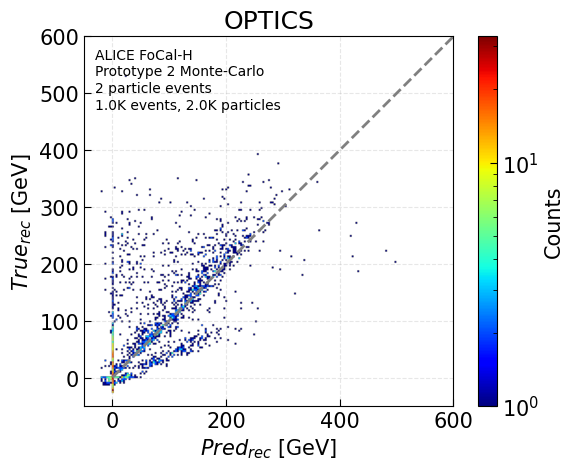 OPTICS
ALICE FoCal-H
Prototype 2 Monte-Carlo
2 particle events
1.0K events, 2.0K particles
600
500
400
300
200
100
0
True_rec [GeV]
0 200 400 600
Pred_rec [GeV]
10^1
10^0
Counts